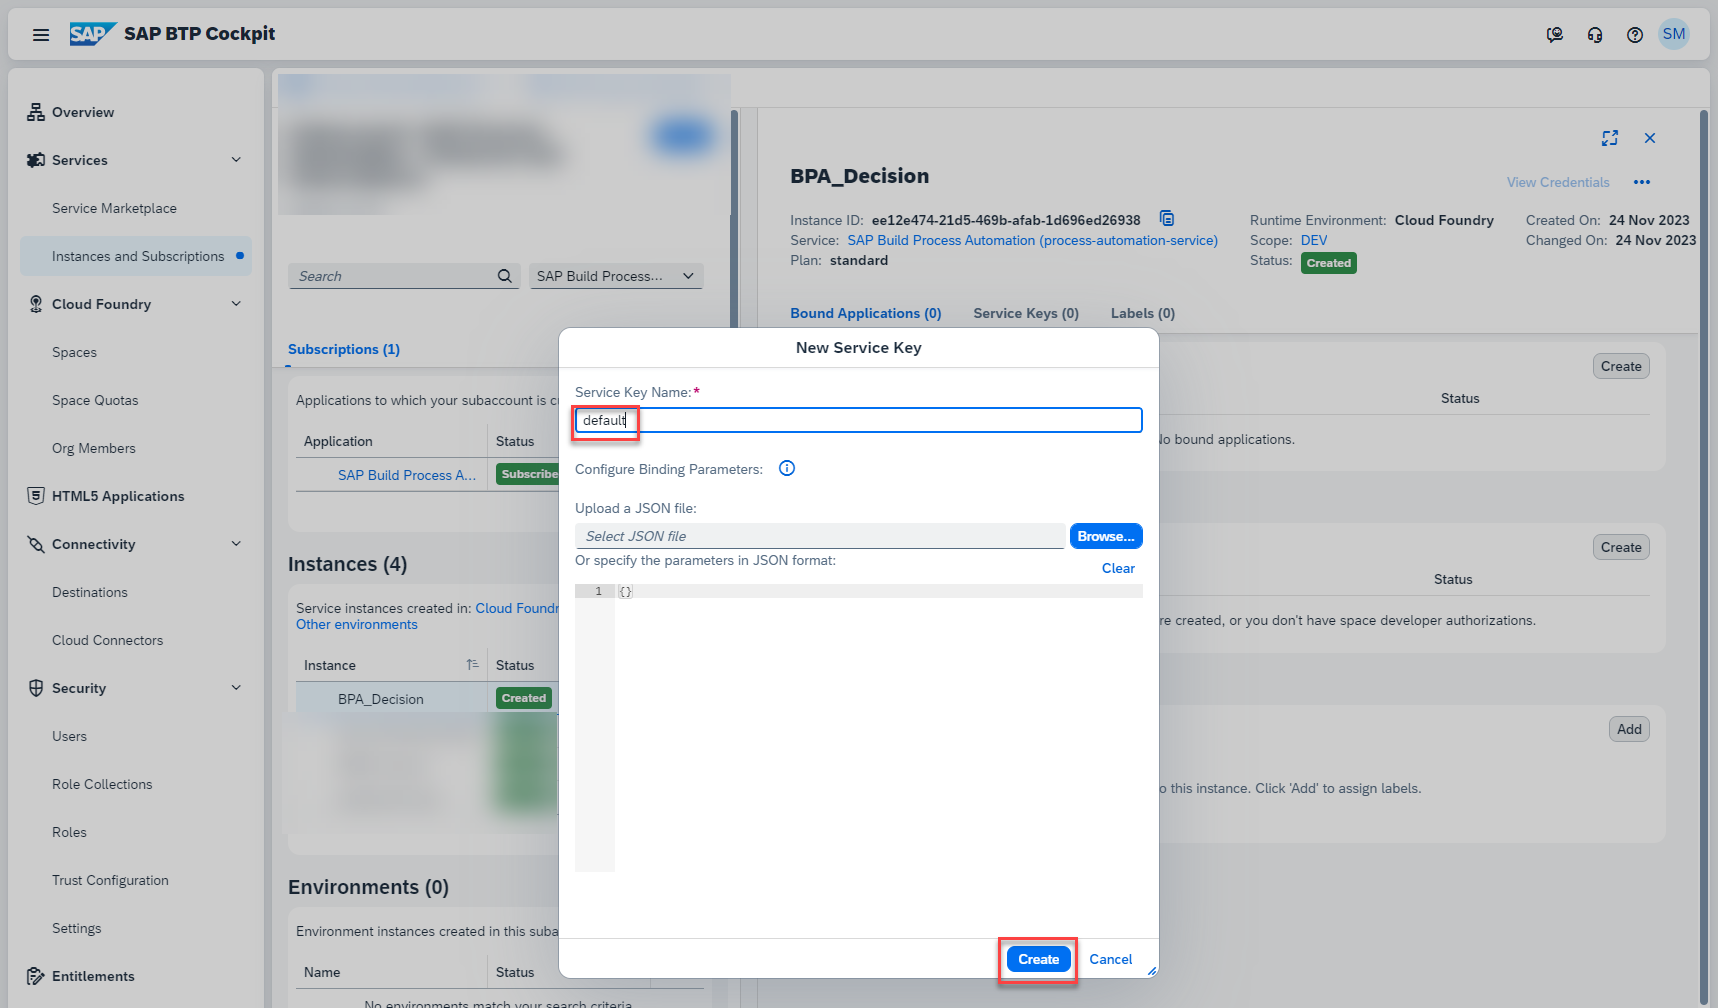 SAP SAP BTP Cockpit
SM
Overview
Services
Service Marketplace
Instances and Subscriptions
Cloud Foundry
Spaces
Space Quotas
Org Members
HTML5 Applications
Connectivity
Destinations
Cloud Connectors
Security
Users
Role Collections
Roles
Trust Configuration
Settings
Entitlements
Search
SAP Build Process...
Subscriptions (1)
Applications to which your subaccount is
Application Status
SAP Build Process A... Subscribe
Instances (4)
Service instances created in: Cloud Foundr
Other environments
Instance Status
BPA_Decision Created
Environments (0)
Environment instances created in this suba
Name Status
No environments match your search criteria
BPA_Decision
View Credentials
Instance ID: ee12e474-21d5-469b-afab-1d696ed26938
Service: SAP Build Process Automation (process-automation-service)
Plan: standard
Runtime Environment: Cloud Foundry
Scope: DEV
Status: Created
Created On: 24 Nov 2023
Changed On: 24 Nov 2023
Bound Applications (0) Service Keys (0) Labels (0)
Create
Status
No bound applications.
Create
Status
re created, or you don't have space developer authorizations.
Add
o this instance. Click 'Add' to assign labels.
New Service Key
Service Key Name:*
default
Configure Binding Parameters:
Upload a JSON file:
Select JSON file Browse...
Or specify the parameters in JSON format:
Clear
1 {}
Create Cancel